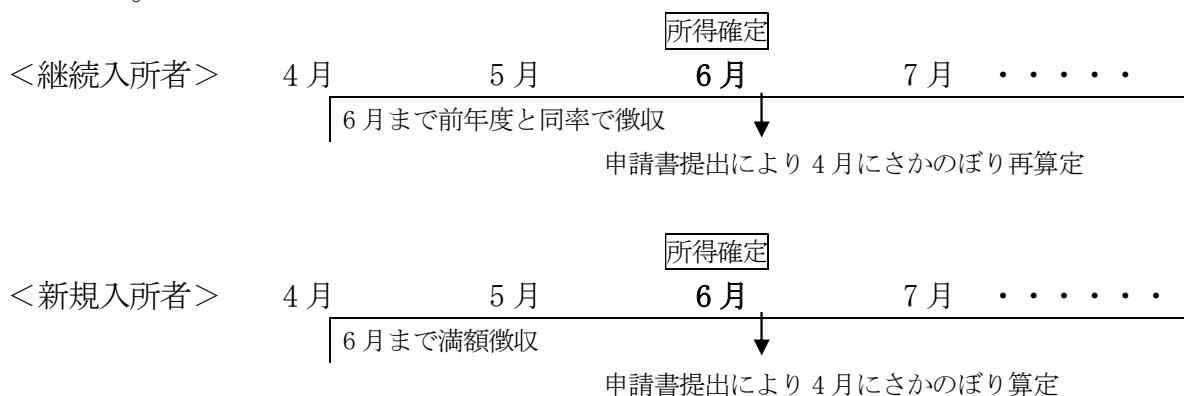 。
所得確定
＜継続入所者＞ 4月 5月 6月 7月 ・・・・・
6月まで前年度と同率で徴収
申請書提出により4月にさかのぼり再算定
所得確定
＜新規入所者＞ 4月 5月 6月 7月 ・・・・・・
6月まで満額徴収
申請書提出により4月にさかのぼり算定